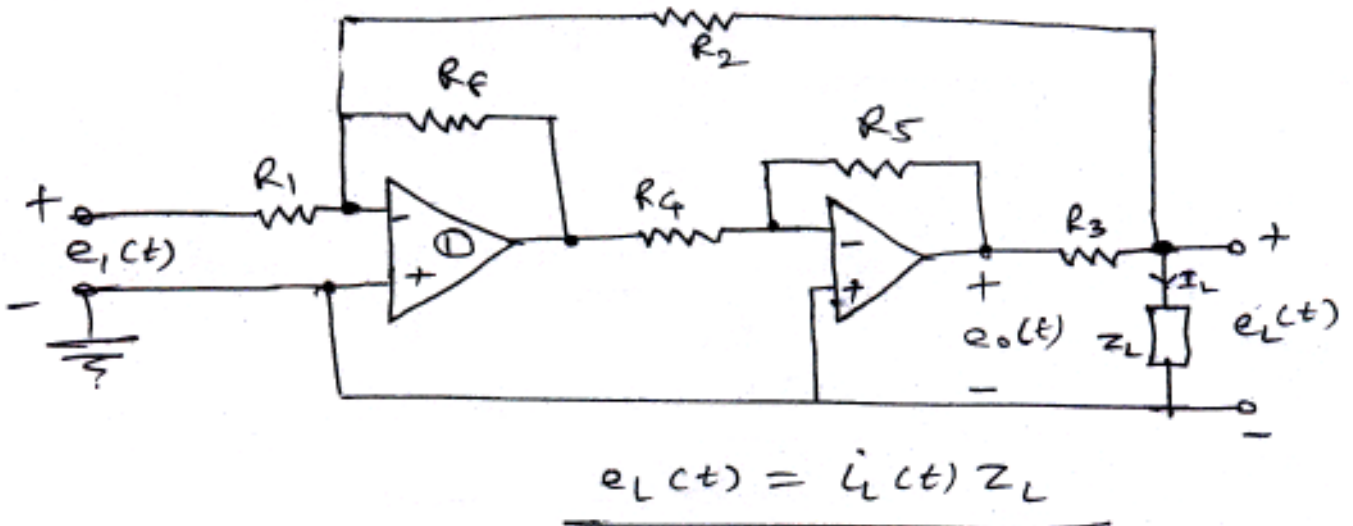 R2
Rf
R5
R1
R4
R3
+
-
+
e1(t)
-
①
+
-
+
+
IL
+
e0(t)
ZL
eL(t)
-
-
eL(t) = iL(t) ZL